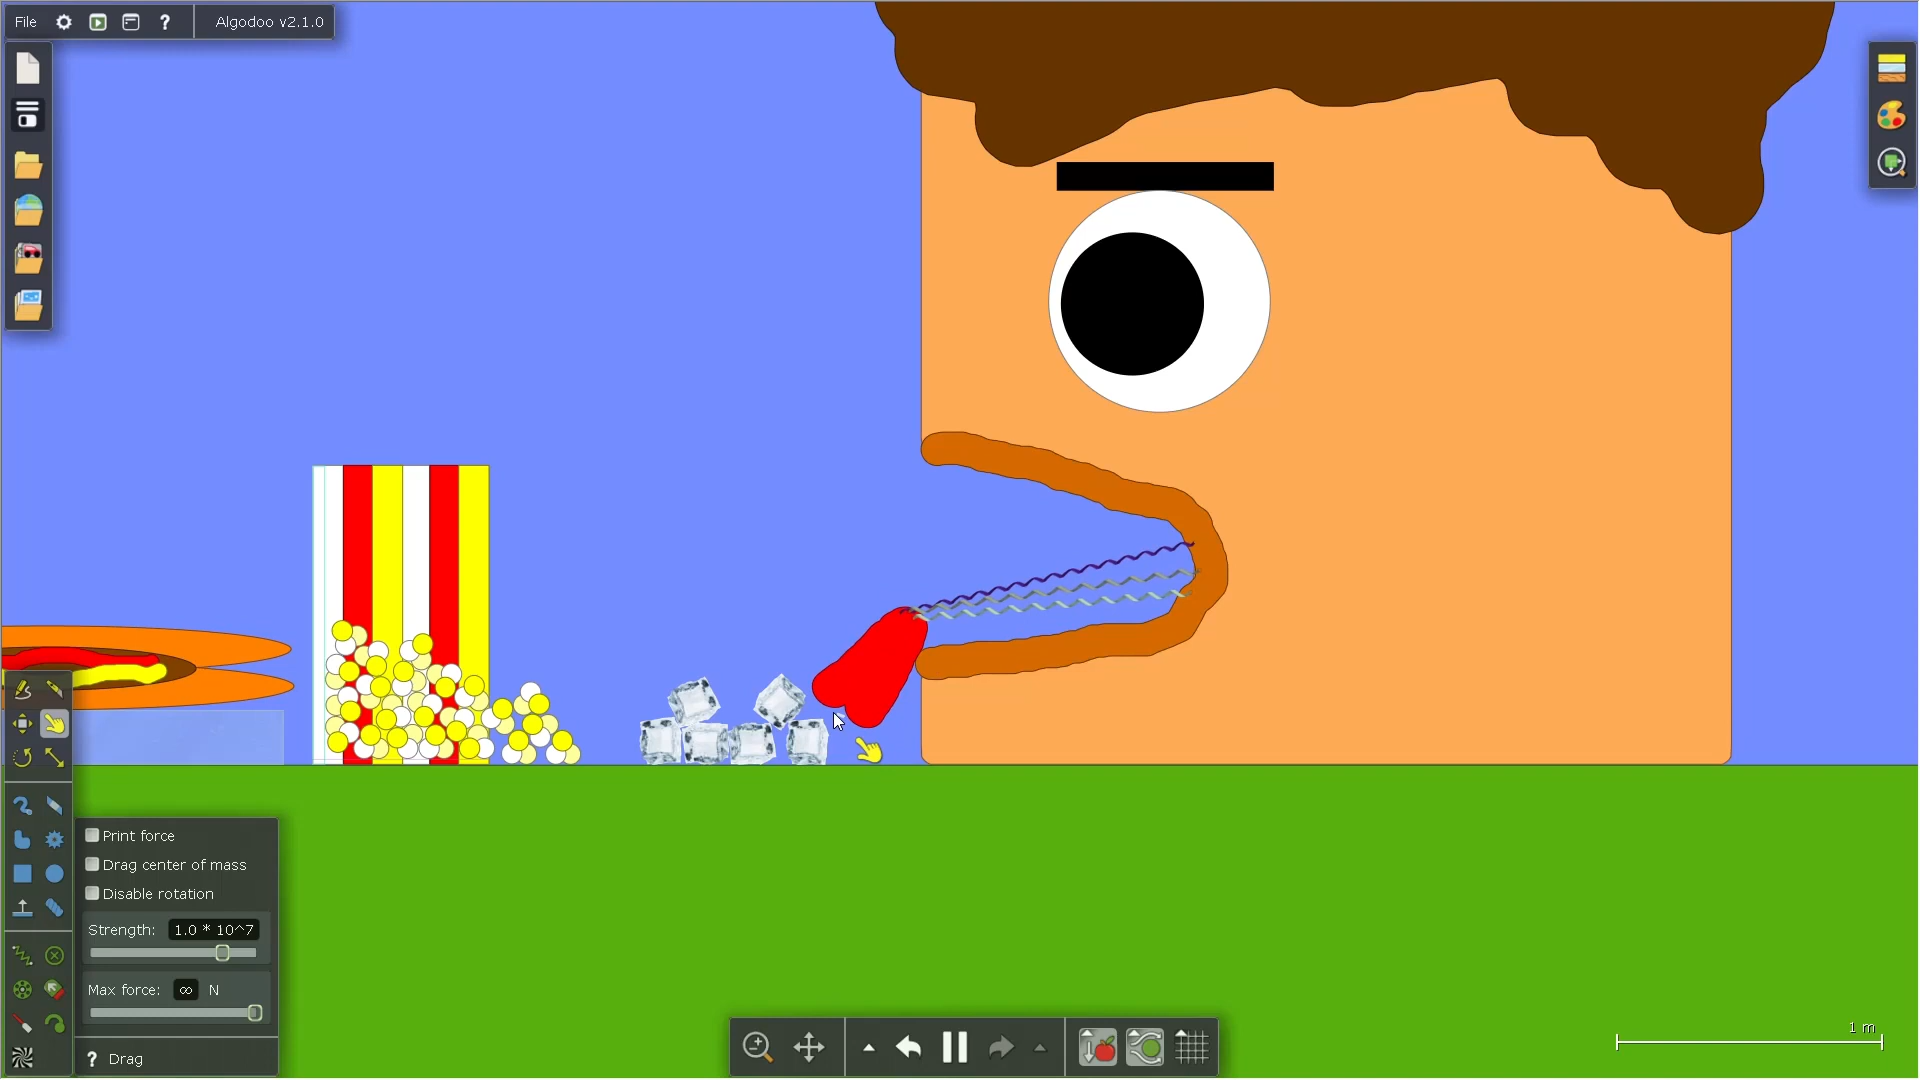 File ? Algodoo v2.1.0
Print force
Drag center of mass
Disable rotation
Strength: 1.0 * 10^7
Max force: ∞ N
? Drag
1 m